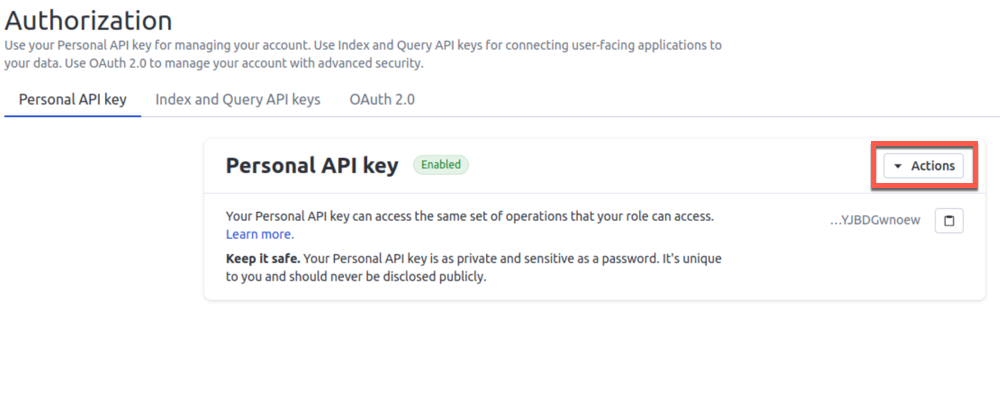 Authorization
Use your Personal API key for managing your account. Use Index and Query API keys for connecting user-facing applications to
your data. Use OAuth 2.0 to manage your account with advanced security.
Personal API key Index and Query API keys OAuth 2.0
Personal API key Enabled Actions
Your Personal API key can access the same set of operations that your role can access. ...YJBDGwnoew
Learn more.
Keep it safe. Your Personal API key is as private and sensitive as a password. It's unique
to you and should never be disclosed publicly.